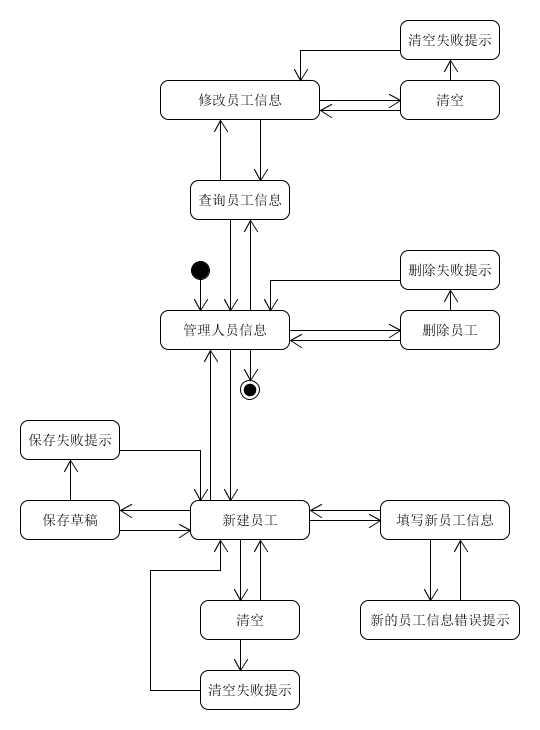 清空失败提示
修改员工信息
清空
查询员工信息
删除失败提示
管理人员信息
删除员工
保存失败提示
保存草稿
新建员工
填写新员工信息
清空
新的员工信息错误提示
清空失败提示